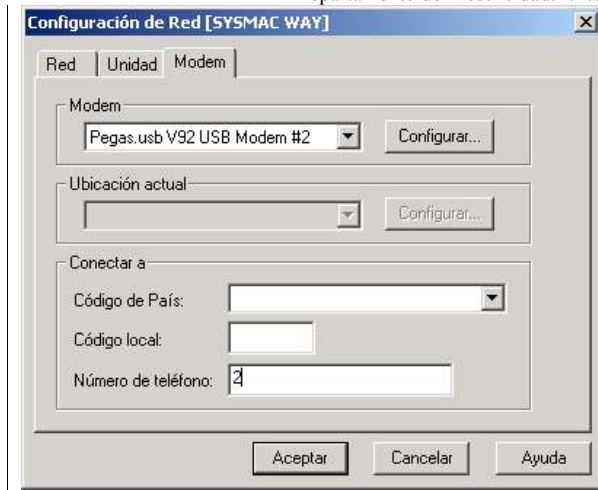 Configuración de Red [SYSMAC WAY]
Red Unidad Modem
Modem
Pegas.usb V92 USB Modem #2 Configurar...
Ubicación actual
Configurar...
Conectar a
Código de País:
Código local:
Número de teléfono: 2
Aceptar Cancelar Ayuda